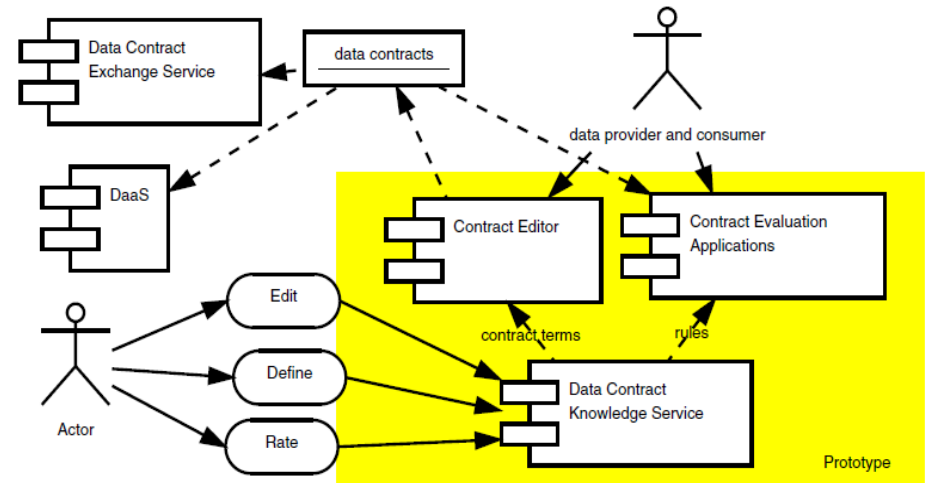 Data Contract
Exchange Service
data contracts
data provider and consumer
DaaS
Contract Editor
Contract Evaluation
Applications
Edit
contract terms
rules
Define
Data Contract
Knowledge Service
Actor
Rate
Prototype